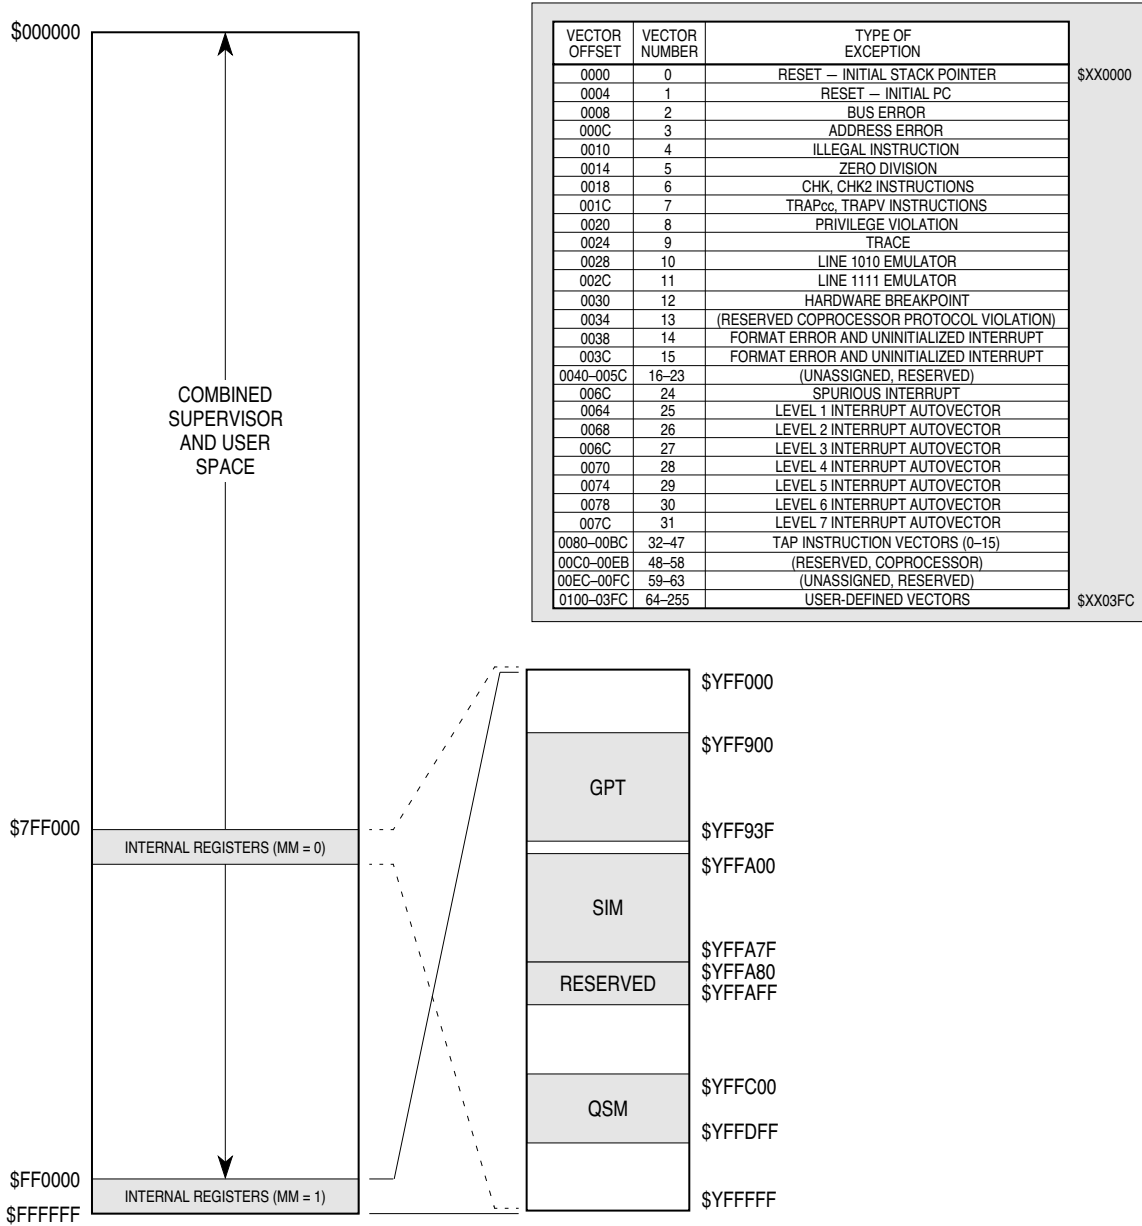 $000000
COMBINED
SUPERVISOR
AND USER
SPACE
$7FF000
INTERNAL REGISTERS (MM = 0)
$FF0000
INTERNAL REGISTERS (MM = 1)
$FFFFFF
VECTOR OFFSET VECTOR NUMBER TYPE OF EXCEPTION
0000 0 RESET — INITIAL STACK POINTER $XX0000
0004 1 RESET — INITIAL PC
0008 2 BUS ERROR
000C 3 ADDRESS ERROR
0010 4 ILLEGAL INSTRUCTION
0014 5 ZERO DIVISION
0018 6 CHK, CHK2 INSTRUCTIONS
001C 7 TRAPcc, TRAPV INSTRUCTIONS
0020 8 PRIVILEGE VIOLATION
0024 9 TRACE
0028 10 LINE 1010 EMULATOR
002C 11 LINE 1111 EMULATOR
0030 12 HARDWARE BREAKPOINT
0034 13 (RESERVED COPROCESSOR PROTOCOL VIOLATION)
0038 14 FORMAT ERROR AND UNINITIALIZED INTERRUPT
003C 15 FORMAT ERROR AND UNINITIALIZED INTERRUPT
0040–005C 16–23 (UNASSIGNED, RESERVED)
006C 24 SPURIOUS INTERRUPT
0064 25 LEVEL 1 INTERRUPT AUTOVECTOR
0068 26 LEVEL 2 INTERRUPT AUTOVECTOR
006C 27 LEVEL 3 INTERRUPT AUTOVECTOR
0070 28 LEVEL 4 INTERRUPT AUTOVECTOR
0074 29 LEVEL 5 INTERRUPT AUTOVECTOR
0078 30 LEVEL 6 INTERRUPT AUTOVECTOR
007C 31 LEVEL 7 INTERRUPT AUTOVECTOR
0080–00BC 32–47 TAP INSTRUCTION VECTORS (0–15)
00C0–00EB 48–58 (RESERVED, COPROCESSOR)
00EC–00FC 59–63 (UNASSIGNED, RESERVED)
0100–03FC 64–255 USER-DEFINED VECTORS $XX03FC
$YFF000
$YFF900
GPT
$YFF93F
$YFFA00
SIM
$YFFA7F
$YFFA80
RESERVED
$YFFAFF
$YFFC00
QSM
$YFFDFF
$YFFFFF